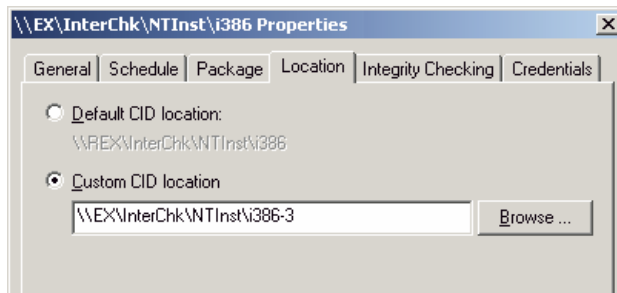 \\EX\InterChk\NTInst\i386 Properties
General Schedule Package Location Integrity Checking Credentials
Default CID location:
\\REX\InterChk\NTInst\i386
Custom CID location
\\EX\InterChk\NTInst\i386-3 Browse ...